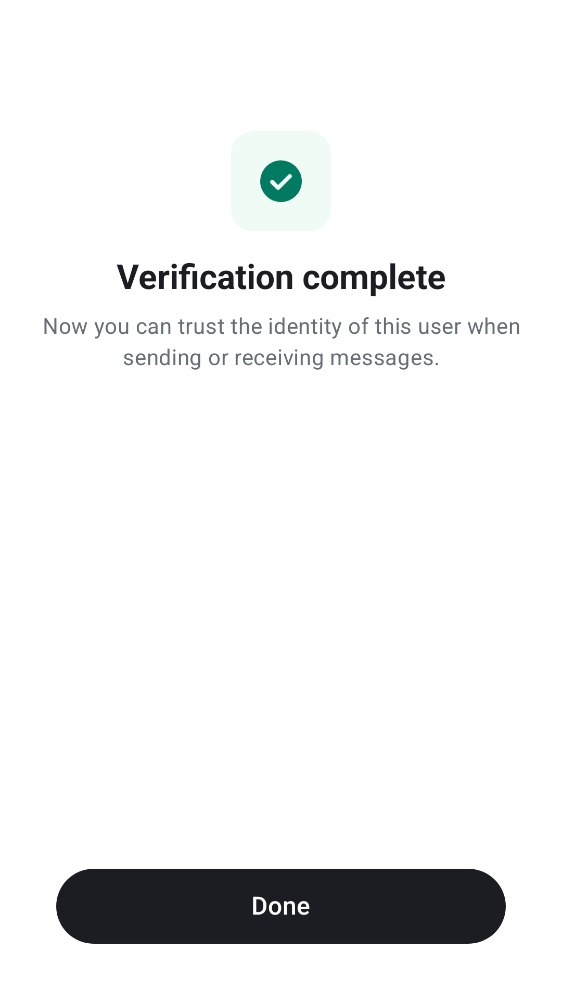 Verification complete
Now you can trust the identity of this user when
sending or receiving messages.
Done